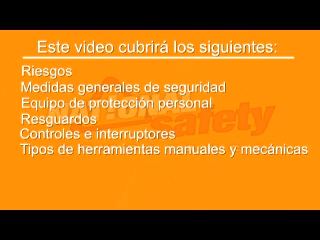 Este video cubrirá los siguientes:
Riesgos
Medidas generales de seguridad
Equipo de protección personal
Resguardos
Controles e interruptores
Tipos de herramientas manuales y mecánicas
safety